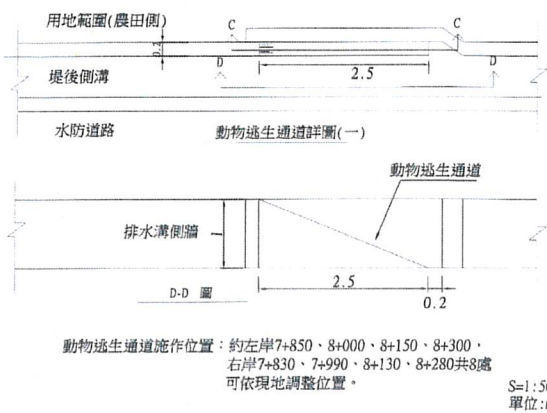 用地範圍(農田側)
C
C
0.2
D
D
堤後側溝
2.5
水防道路
動物逃生通道詳圖(一)
動物逃生通道
排水溝側牆
2.5
0.2
D-D 圖
動物逃生通道施作位置：約左岸7+850、8+000、8+150、8+300，
右岸7+830、7+990、8+130、8+280共8處
可依現地調整位置。
S=1:50
單位: